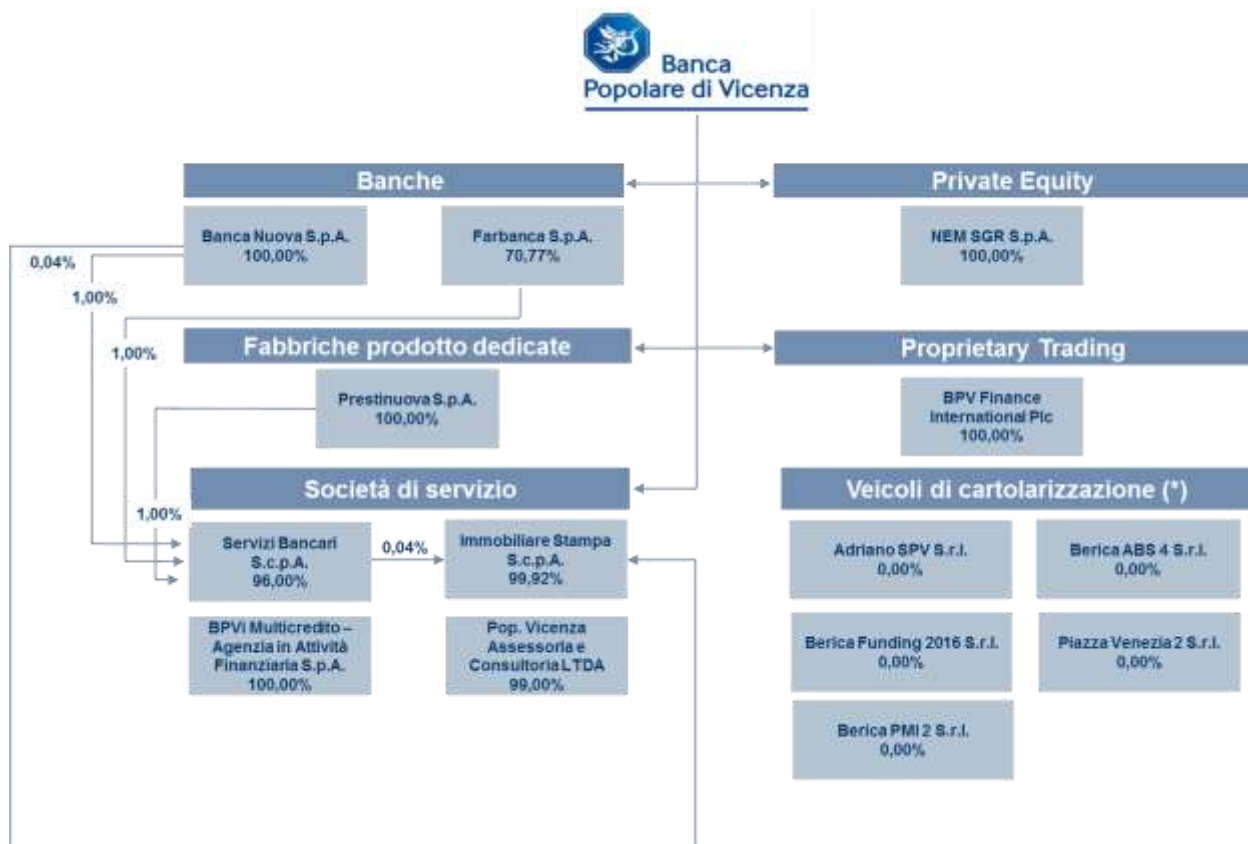 Banca
Popolare di Vicenza
Banche
Private Equity
Banca Nuova S.p.A.
100,00%
Farbanca S.p.A.
70,77%
NEM SGR S.p.A.
100,00%
0,04%
1,00%
1,00%
Fabbriche prodotto dedicate
Proprietary Trading
Prestinuova S.p.A.
100,00%
BPV Finance
International Plc
100,00%
Società di servizio
Veicoli di cartolarizzazione (*)
1,00%
Servizi Bancari
S.c.p.A.
96,00%
0,04%
Immobiliare Stampa
S.c.p.A.
99,92%
Adriano SPV S.r.l.
0,00%
Berica ABS 4 S.r.l.
0,00%
BPVi Multicredito –
Agenzia in Attività
Finanziaria S.p.A.
100,00%
Pop. Vicenza
Assessoria e
Consultoria LTDA
99,00%
Berica Funding 2016 S.r.l.
0,00%
Piazza Venezia 2 S.r.l.
0,00%
Berica PMI 2 S.r.l.
0,00%